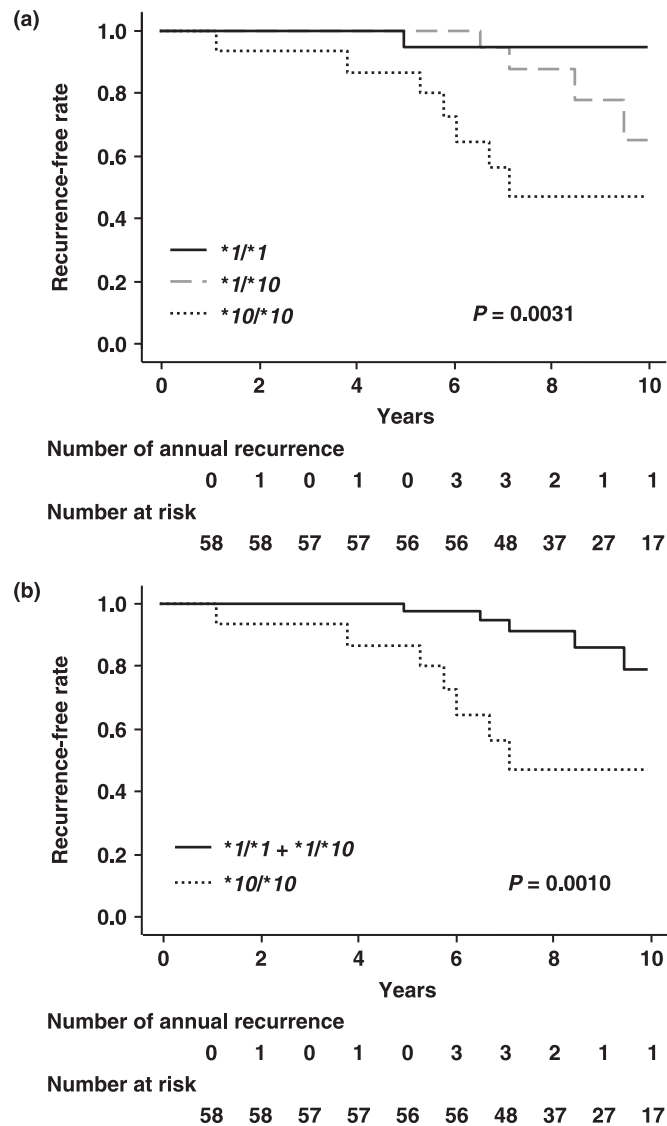 (a)
1.0
0.8
0.6
0.4
0.2
0.0
Recurrence-free rate
*1/*1
*1/*10
*10/*10
P = 0.0031
0 2 4 6 8 10
Years
Number of annual recurrence
0 1 0 1 0 3 3 2 1 1
Number at risk
58 58 57 57 56 56 48 37 27 17
(b)
1.0
0.8
0.6
0.4
0.2
0.0
Recurrence-free rate
*1/*1 + *1/*10
*10/*10
P = 0.0010
0 2 4 6 8 10
Years
Number of annual recurrence
0 1 0 1 0 3 3 2 1 1
Number at risk
58 58 57 57 56 56 48 37 27 17